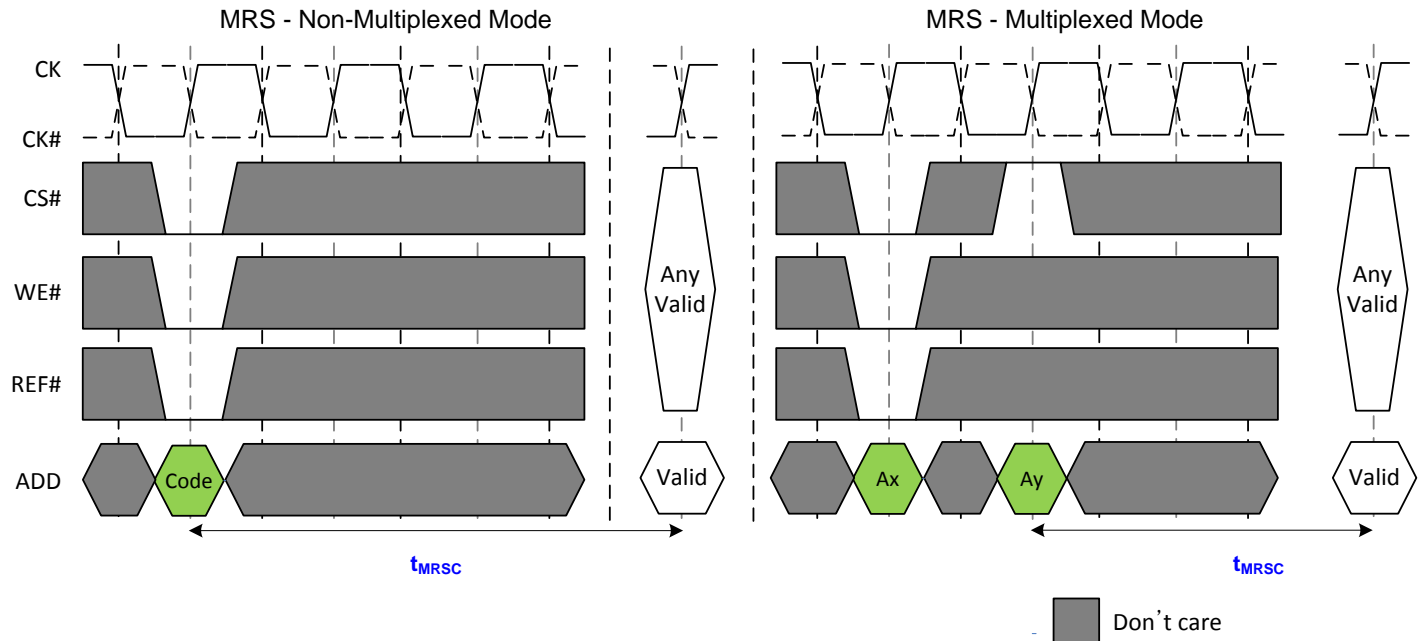 MRS - Non-Multiplexed Mode
MRS - Multiplexed Mode
CK
CK#
CS#
WE#
REF#
ADD
Any
Valid
Code
Valid
tMRSC
Any
Valid
Ax
Ay
Valid
tMRSC
Don't care